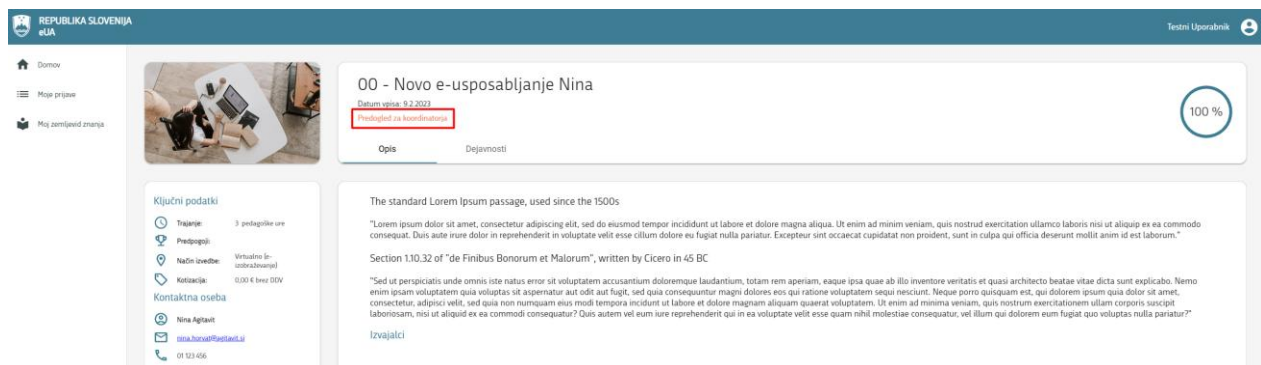 REPUBLIKA SLOVENIJA
eUA
Testni Uporabnik
Domov
Moje prijave
Moj zemljevid znanja
00 - Novo e-usposabljanje Nina
Datum vpisa: 9.2.2023
Predogled za koordinatorja
100 %
Opis
Dejavnosti
Ključni podatki
Trajanje: 3 pedagoške ure
Predpogoji:
Način izvedbe: Virtualno (e-
izobraževanje)
Kotizacija: 0,00 € brez DDV
Kontaktna oseba
Nina Agitavit
nina.horvat@agitavit.si
01 123 456
The standard Lorem Ipsum passage, used since the 1500s
"Lorem ipsum dolor sit amet, consectetur adipiscing elit, sed do eiusmod tempor incididunt ut labore et dolore magna aliqua. Ut enim ad minim veniam, quis nostrud exercitation ullamco laboris nisi ut aliquip ex ea commodo
consequat. Duis aute irure dolor in reprehenderit in voluptate velit esse cillum dolore eu fugiat nulla pariatur. Excepteur sint occaecat cupidatat non proident, sunt in culpa qui officia deserunt mollit anim id est laborum."
Section 1.10.32 of "de Finibus Bonorum et Malorum", written by Cicero in 45 BC
"Sed ut perspiciatis unde omnis iste natus error sit voluptatem accusantium doloremque laudantium, totam rem aperiam, eaque ipsa quae ab illo inventore veritatis et quasi architecto beatae vitae dicta sunt explicabo. Nemo
enim ipsam voluptatem quia voluptas sit aspernatur aut odit aut fugit, sed quia consequuntur magni dolores eos qui ratione voluptatem sequi nesciunt. Neque porro quisquam est, qui dolorem ipsum quia dolor sit amet,
consectetur, adipisci velit, sed quia non numquam eius modi tempora incidunt ut labore et dolore magnam aliquam quaerat voluptatem. Ut enim ad minima veniam, quis nostrum exercitationem ullam corporis suscipit
laboriosam, nisi ut aliquid ex ea commodi consequatur? Quis autem vel eum iure reprehenderit qui in ea voluptate velit esse quam nihil molestiae consequatur, vel illum qui dolorem eum fugiat quo voluptas nulla pariatur?"
Izvajalci